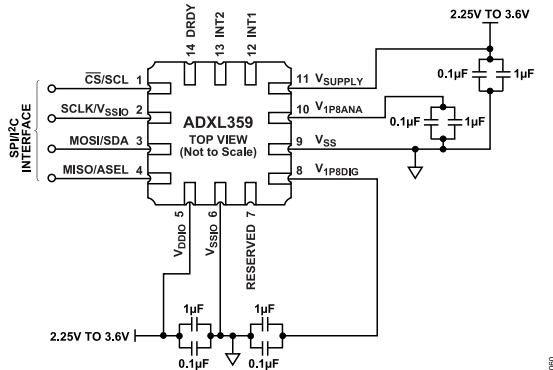 2.25V TO 3.6V
14 DRDY
13 INT2
12 INT1
CS/SCL 1
SCLK/VSSIO 2
MOSI/SDA 3
MISO/ASEL 4
SPI/I2C
INTERFACE
ADXL359
TOP VIEW
(Not to Scale)
11 VSUPPLY
10 V1P8ANA
9 VSS
8 V1P8DIG
0.1µF
1µF
0.1µF
1µF
VDDIO 5
VSSIO 6
RESERVED 7
2.25V TO 3.6V
1µF
0.1µF
1µF
0.1µF
060